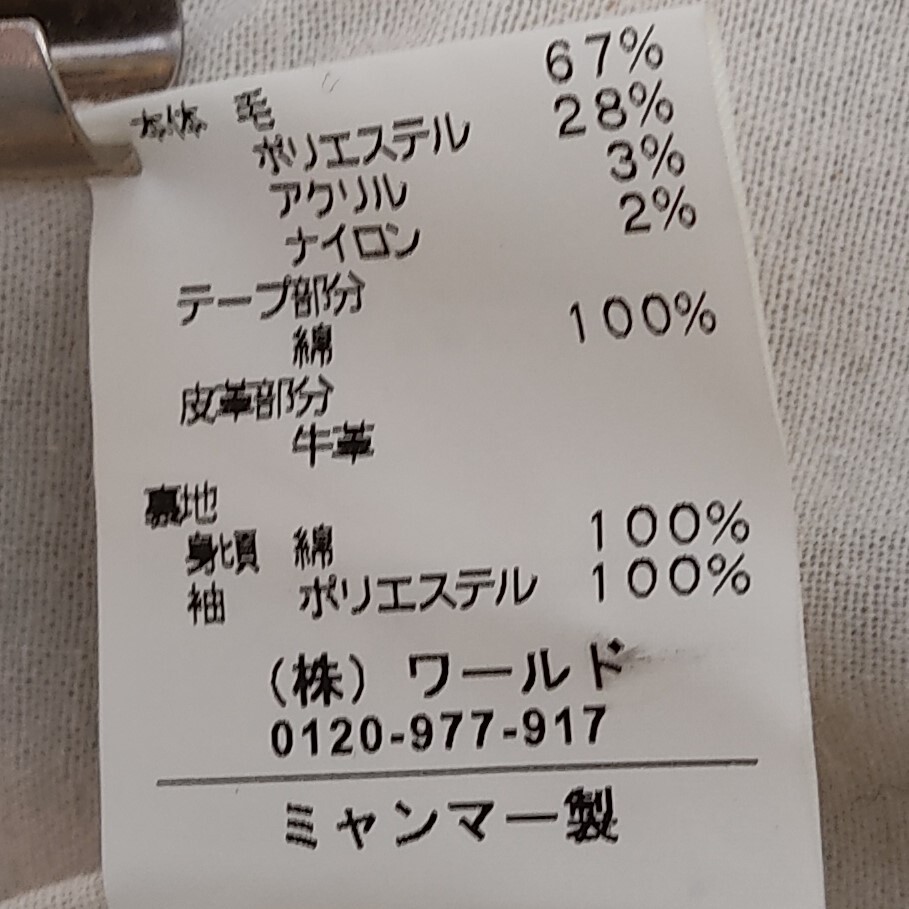 本体 毛 67%
ポリエステル 28%
アクリル 3%
ナイロン 2%
テープ部分
綿 100%
皮革部分
牛革
裏地
身頃 綿 100%
袖 ポリエステル 100%
(株) ワールド
0120-977-917
ミャンマー製